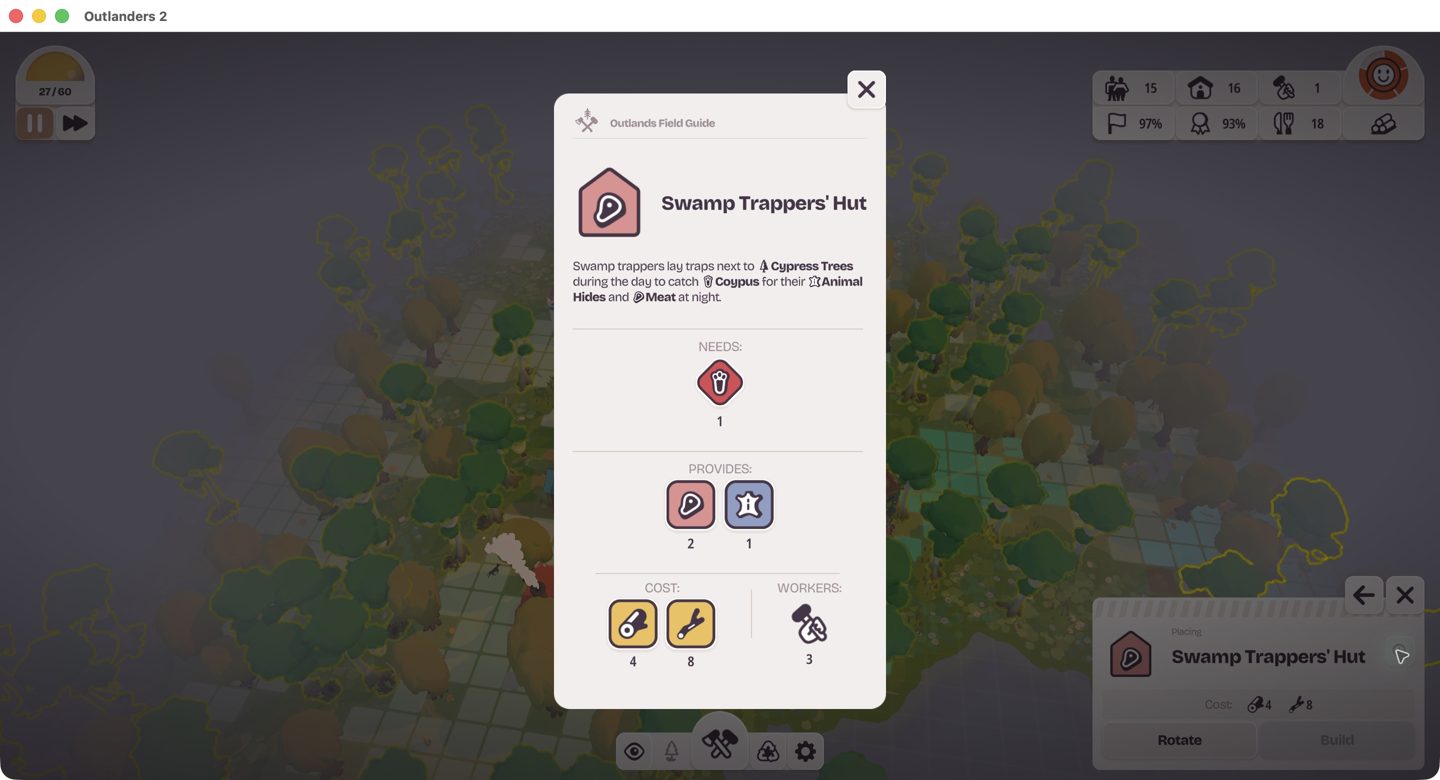 Outlanders 2
27/60
15
16
1
97%
93%
18
Outlands Field Guide
Swamp Trappers' Hut
Swamp trappers lay traps next to Cypress Trees
during the day to catch Coypus for their Animal
Hides and Meat at night.
NEEDS:
1
PROVIDES:
2 1
COST:
4 8
WORKERS:
3
Placing
Swamp Trappers' Hut
Cost: 4 8
Rotate
Build